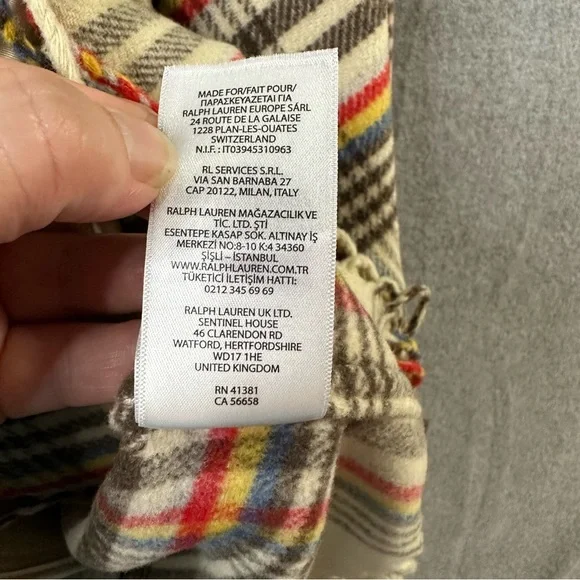 MADE FOR/FAIT POUR/
ΠΑΡΑΣΚΕΥΑΖΕΤΑΙ ΓΙΑ
RALPH LAUREN EUROPE SÁRL
24 ROUTE DE LA GALAISE
1228 PLAN-LES-OUATES
SWITZERLAND
N.I.F. : IT03945310963
RL SERVICES S.R.L.
VIA SAN BARNABA 27
CAP 20122, MILAN, ITALY
RALPH LAUREN MAĞAZACILIK VE
TİC. LTD. ŞTİ
ESENTEPE KASAP SOK. ALTINAY İŞ
MERKEZİ NO:8-10 K:4 34360
ŞİŞLİ – İSTANBUL
WWW.RALPHLAUREN.COM.TR
TÜKETİCİ İLETİŞİM HATTI:
0212 345 69 69
RALPH LAUREN UK LTD.
SENTINEL HOUSE
46 CLARENDON RD
WATFORD, HERTFORDSHIRE
WD17 1HE
UNITED KINGDOM
RN 41381
CA 56658